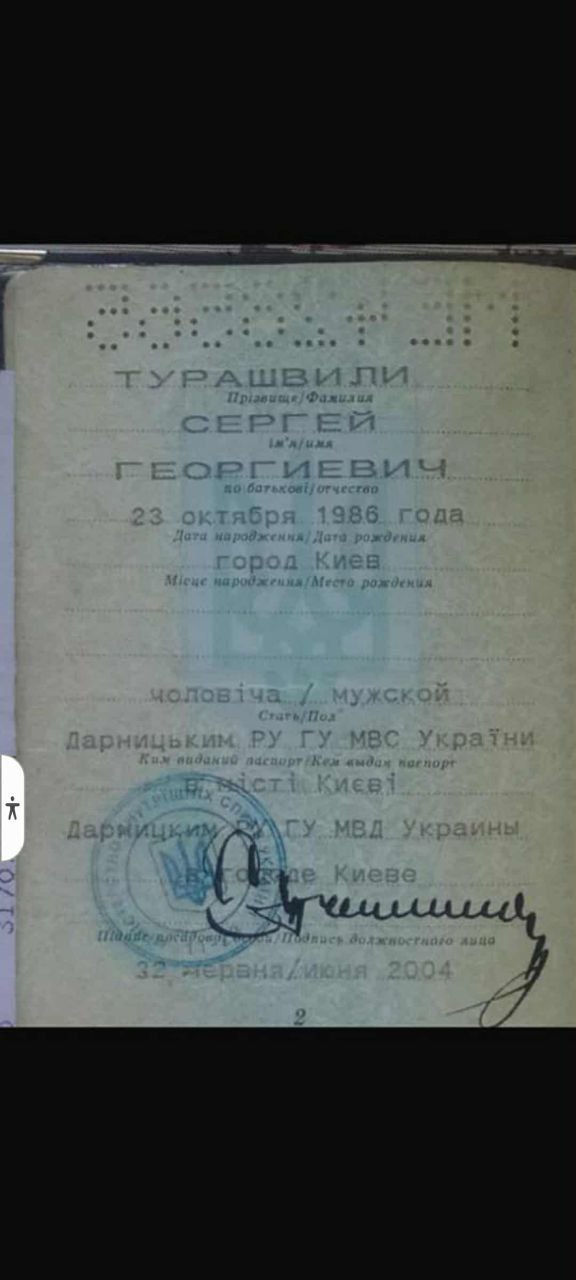 ТУРАШВИЛИ
Прізвище/Фамилия
СЕРГЕЙ
ім'я/имя
ГЕОРГИЕВИЧ
по батькові/отчество
23 октября 1986 года
Дата народження/Дата рождения
город Киев
Місце народження/Место рождения
чоловіча / мужской
Стать/Пол
Дарницьким РУ ГУ МВС України
Ким виданий паспорт/Кем выдан паспорт
в місті Києві
Дарницким РУ ГУ МВД Украины
в городе Киеве
Підпис посадової особи/Подпись должностного лица
32 червня/июня 2004
2